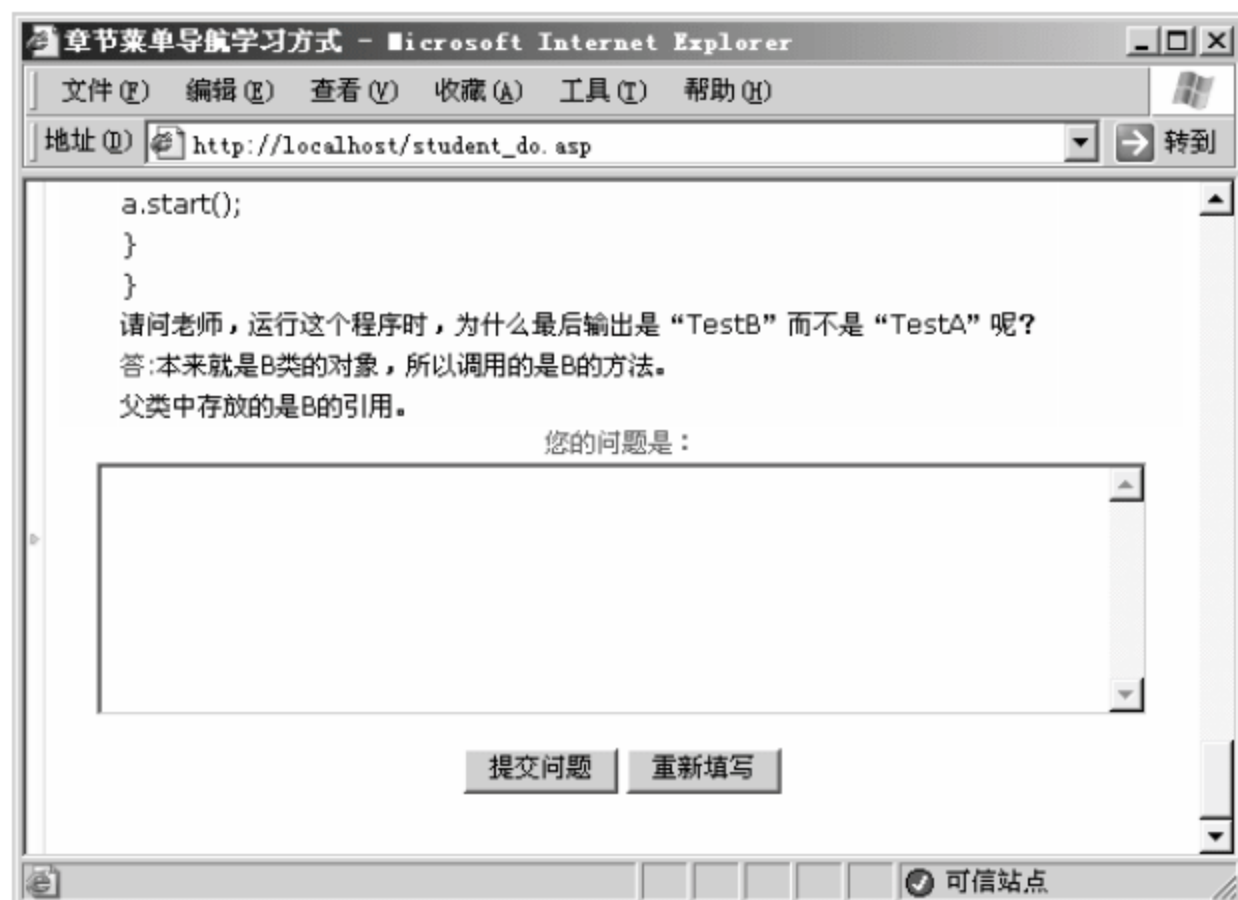 章节菜单导航学习方式 - Microsoft Internet Explorer
文件(F) 编辑(E) 查看(V) 收藏(A) 工具(T) 帮助(H)
地址(D) http://localhost/student_do.asp 转到
a.start();
}
}
请问老师，运行这个程序时，为什么最后输出是“TestB”而不是“TestA”呢？
答:本来就是B类的对象，所以调用的是B的方法。
父类中存放的是B的引用。
您的问题是：
提交问题 重新填写
可信站点